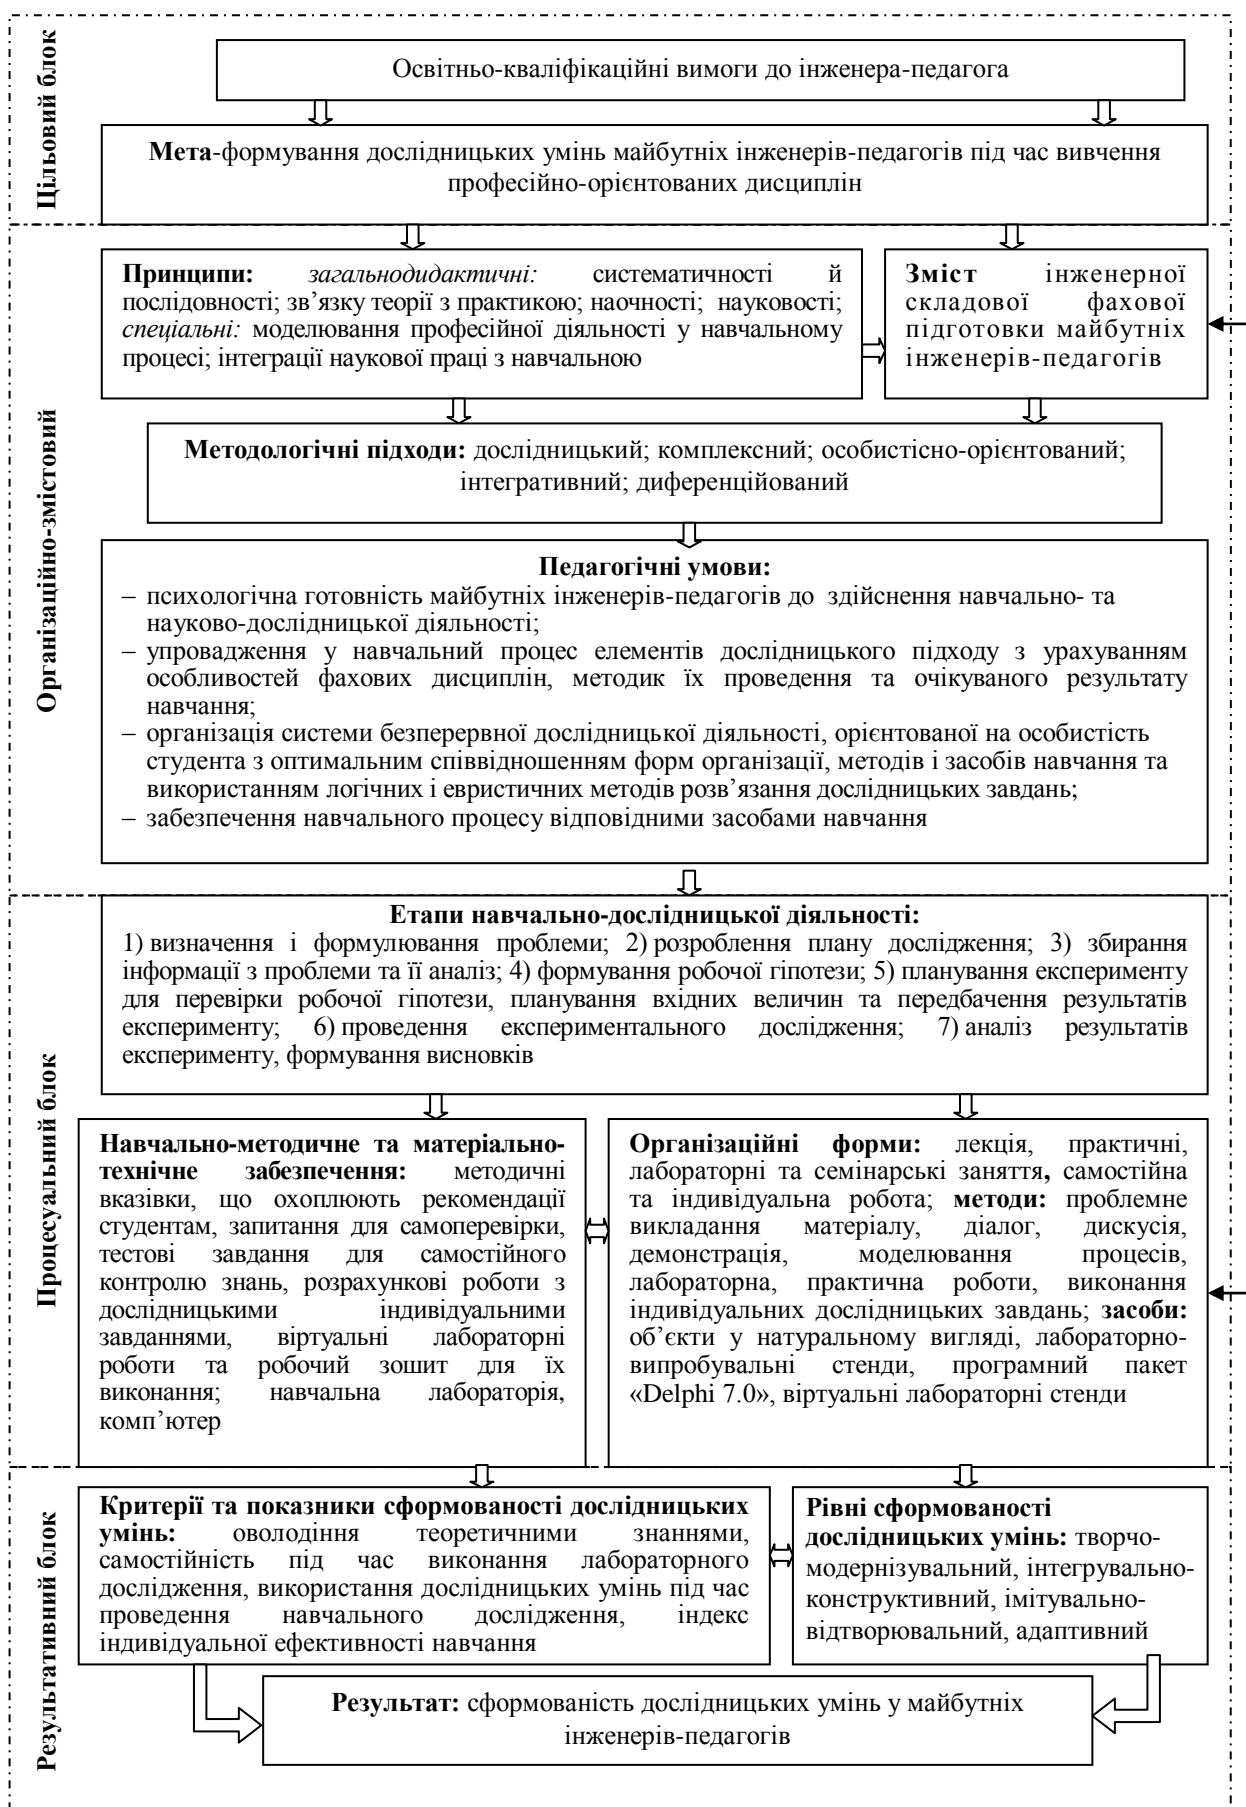 Цільовий блок
Освітньо-кваліфікаційні вимоги до інженера-педагога
Мета-формування дослідницьких умінь майбутніх інженерів-педагогів під час вивчення
професійно-орієнтованих дисциплін
Організаційно-змістовий
Принципи: загальнодидактичні: систематичності й
послідовності; зв’язку теорії з практикою; наочності; науковості;
спеціальні: моделювання професійної діяльності у навчальному
процесі; інтеграції наукової праці з навчальною
Зміст інженерної
складової фахової
підготовки майбутніх
інженерів-педагогів
Методологічні підходи: дослідницький; комплексний; особистісно-орієнтований;
інтегративний; диференційований
Педагогічні умови:
– психологічна готовність майбутніх інженерів-педагогів до здійснення навчально- та
науково-дослідницької діяльності;
– упровадження у навчальний процес елементів дослідницького підходу з урахуванням
особливостей фахових дисциплін, методик їх проведення та очікуваного результату
навчання;
– організація системи безперервної дослідницької діяльності, орієнтованої на особистість
студента з оптимальним співвідношенням форм організації, методів і засобів навчання та
використанням логічних і евристичних методів розв’язання дослідницьких завдань;
– забезпечення навчального процесу відповідними засобами навчання
Процесуальний блок
Етапи навчально-дослідницької діяльності:
1) визначення і формулювання проблеми; 2) розроблення плану дослідження; 3) збирання
інформації з проблеми та її аналіз; 4) формування робочої гіпотези; 5) планування експерименту
для перевірки робочої гіпотези, планування вхідних величин та передбачення результатів
експерименту; 6) проведення експериментального дослідження; 7) аналіз результатів
експерименту, формування висновків
Навчально-методичне та матеріально-
технічне забезпечення: методичні
вказівки, що охоплюють рекомендації
студентам, запитання для самоперевірки,
тестові завдання для самостійного
контролю знань, розрахункові роботи з
дослідницькими індивідуальними
завданнями, віртуальні лабораторні
роботи та робочий зошит для їх
виконання; навчальна лабораторія,
комп’ютер
Організаційні форми: лекція, практичні,
лабораторні та семінарські заняття, самостійна
та індивідуальна робота; методи: проблемне
викладання матеріалу, діалог, дискусія,
демонстрація, моделювання процесів,
лабораторна, практична роботи, виконання
індивідуальних дослідницьких завдань; засоби:
об’єкти у натуральному вигляді, лабораторно-
випробувальні стенди, програмний пакет
«Delphi 7.0», віртуальні лабораторні стенди
Результативний блок
Критерії та показники сформованості дослідницьких
умінь: оволодіння теоретичними знаннями,
самостійність під час виконання лабораторного
дослідження, використання дослідницьких умінь під час
проведення навчального дослідження, індекс
індивідуальної ефективності навчання
Рівні сформованості
дослідницьких умінь: творчо-
модернізувальний, інтегрувально-
конструктивний, імітувально-
відтворювальний, адаптивний
Результат: сформованість дослідницьких умінь у майбутніх
інженерів-педагогів